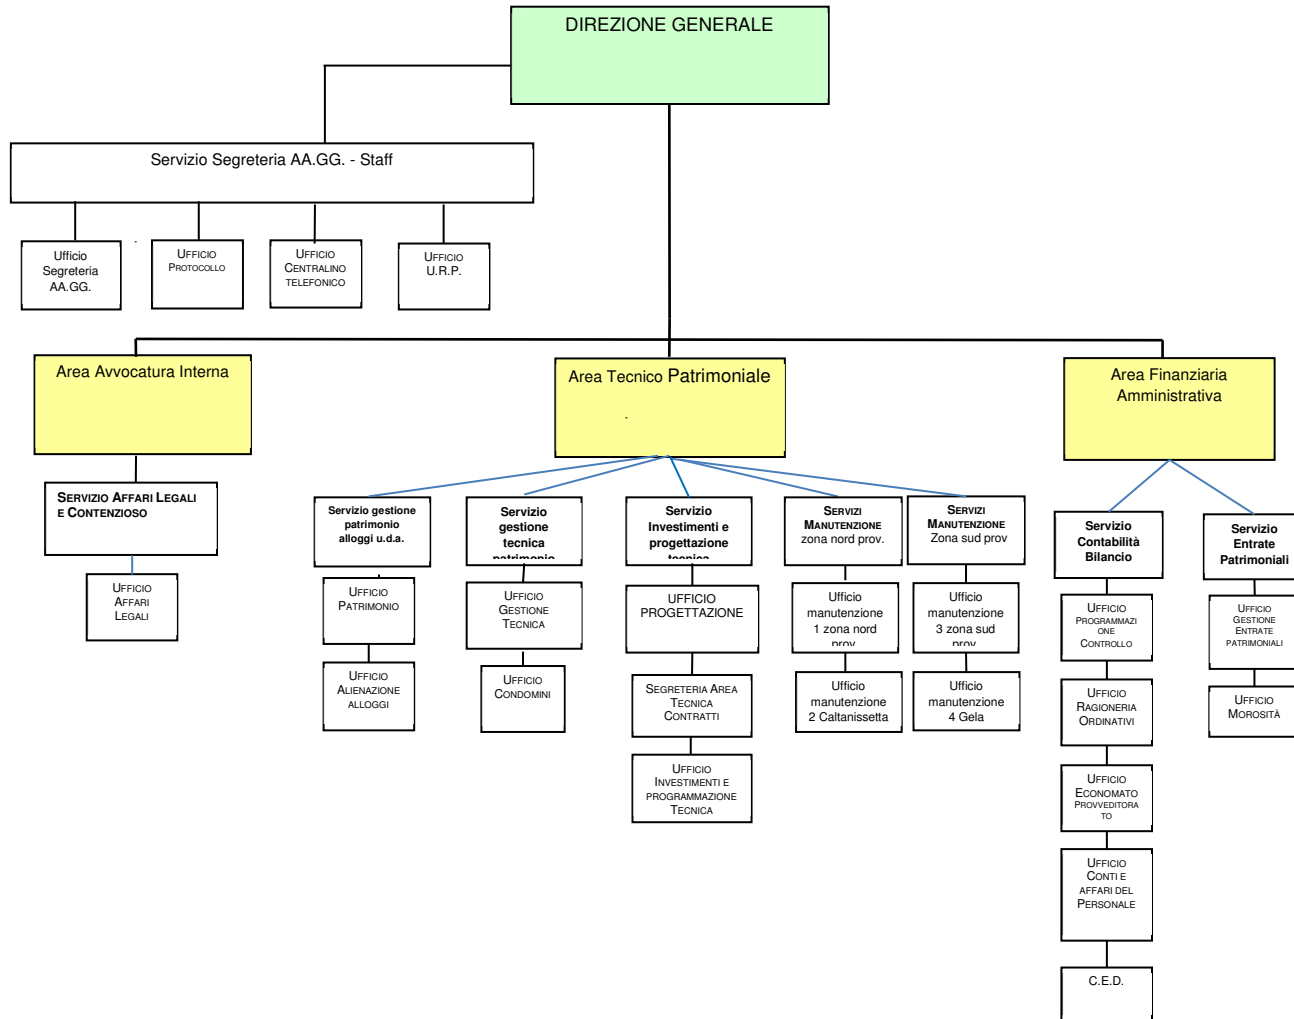 DIREZIONE GENERALE
Servizio Segreteria AA.GG. - Staff
Ufficio
Segreteria
AA.GG.
UFFICIO
PROTOCOLLO
UFFICIO
CENTRALINO
TELEFONICO
UFFICIO
U.R.P.
Area Avvocatura Interna
Area Tecnico Patrimoniale
Area Finanziaria
Amministrativa
SERVIZIO AFFARI LEGALI
E CONTENZIOSO
UFFICIO
AFFARI
LEGALI
Servizio gestione
patrimonio
alloggi u.d.a.
UFFICIO
PATRIMONIO
UFFICIO
ALIENAZIONE
ALLOGGI
Servizio
gestione
tecnica
patrimonio
UFFICIO
GESTIONE
TECNICA
UFFICIO
CONDOMINI
Servizio
Investimenti e
progettazione
tecnica
UFFICIO
PROGETTAZIONE
SEGRETERIA AREA
TECNICA
CONTRATTI
UFFICIO
INVESTIMENTI E
PROGRAMMAZIONE
TECNICA
SERVIZI
MANUTENZIONE
zona nord prov.
Ufficio
manutenzione
1 zona nord
prov
Ufficio
manutenzione
2 Caltanissetta
SERVIZI
MANUTENZIONE
Zona sud prov
Ufficio
manutenzione
3 zona sud
prov
Ufficio
manutenzione
4 Gela
Servizio
Contabilità
Bilancio
UFFICIO
PROGRAMMAZI
ONE
CONTROLLO
UFFICIO
RAGIONERIA
ORDINATIVI
UFFICIO
ECONOMATO
PROVVEDITORA
TO
UFFICIO
CONTI E
AFFARI DEL
PERSONALE
C.E.D.
Servizio
Entrate
Patrimoniali
UFFICIO
GESTIONE
ENTRATE
PATRIMONIALI
UFFICIO
MOROSITÀ